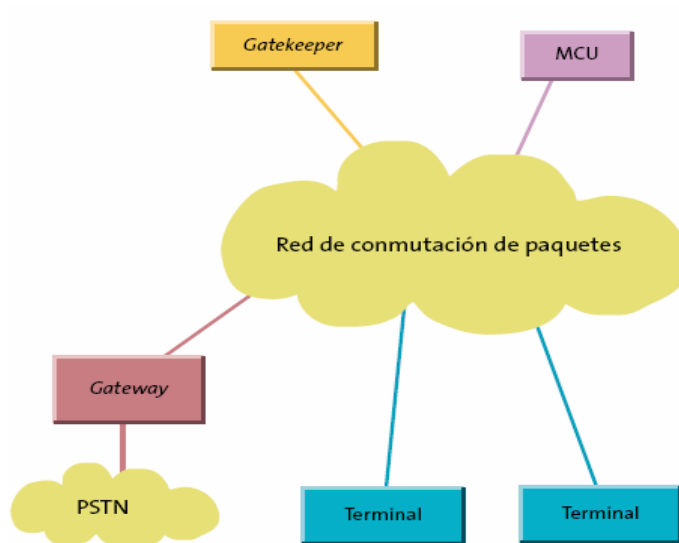 Gatekeeper
MCU
Red de conmutación de paquetes
Gateway
PSTN
Terminal
Terminal